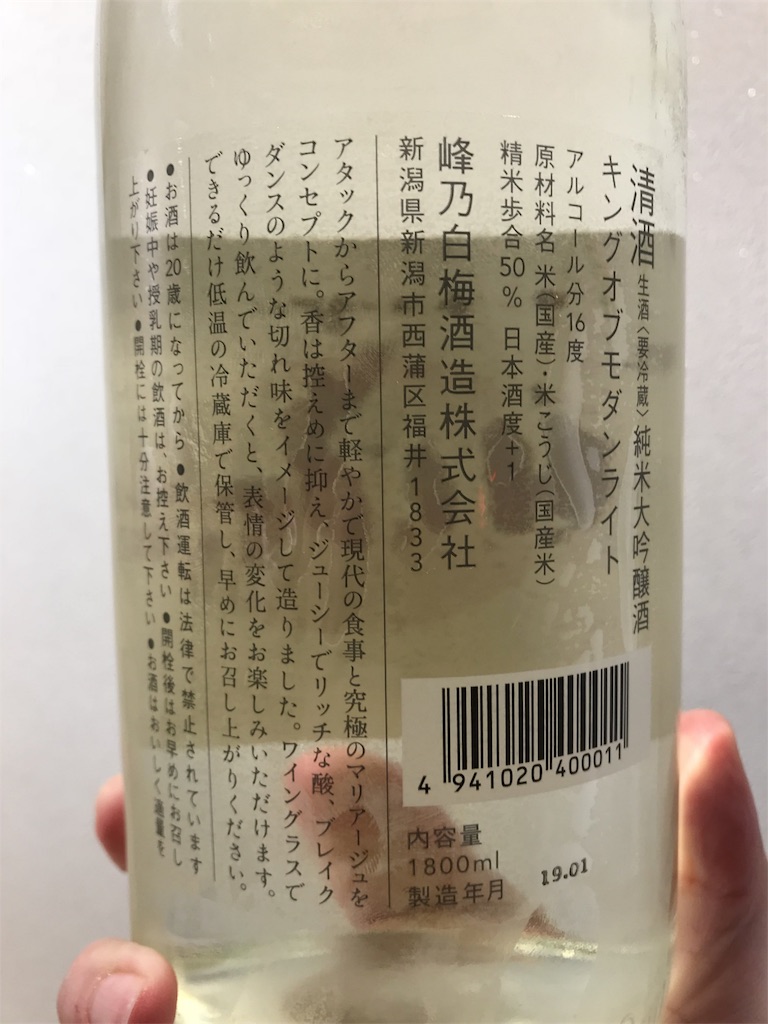 清酒 生酒〈要冷蔵〉純米大吟醸酒
キングオブモダンライト
アルコール分16度
原材料名 米(国産)・米こうじ(国産米)
精米歩合50% 日本酒度+1
峰乃白梅酒造株式会社
新潟県新潟市西蒲区福井1833
アタックからアフターまで軽やかで現代の食事と究極のマリアージュを
コンセプトに。香は控えめに抑え、ジューシーでリッチな酸、ブレイク
ダンスのような切れ味をイメージして造りました。ワイングラスで
ゆっくり飲んでいただくと、表情の変化をお楽しみいただけます。
できるだけ低温の冷蔵庫で保管し、早めにお召し上がりください。
●お酒は20歳になってから ●飲酒運転は法律で禁止されています
●妊娠中や授乳期の飲酒は、お控え下さい ●開栓後はお早めにお召し
上がり下さい ●開栓には十分注意して下さい ●お酒はおいしく適量を
4 941020 400011
内容量
1800ml
製造年月 19.01